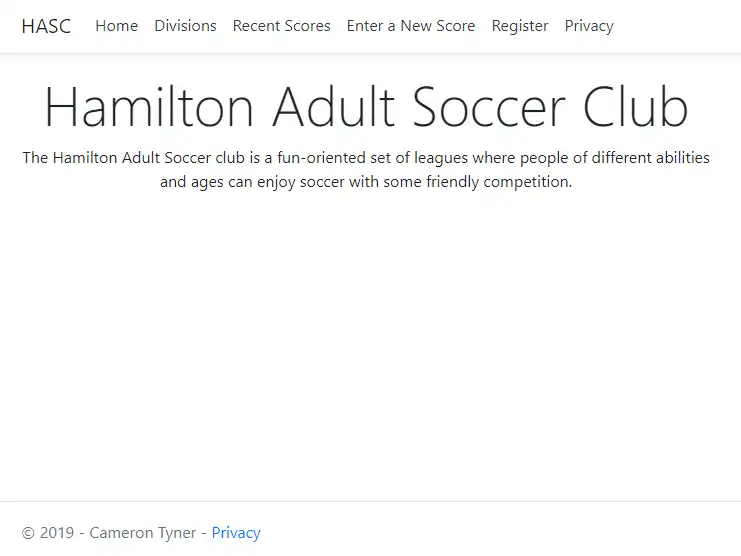 HASC Home Divisions Recent Scores Enter a New Score Register Privacy
Hamilton Adult Soccer Club
The Hamilton Adult Soccer club is a fun-oriented set of leagues where people of different abilities
and ages can enjoy soccer with some friendly competition.
© 2019 - Cameron Tyner - Privacy